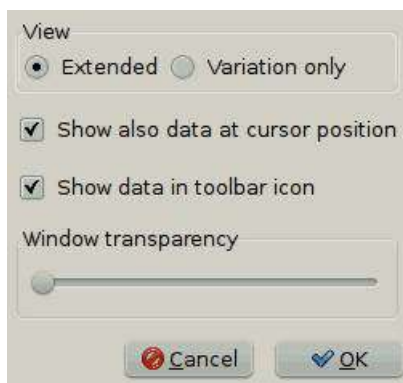 View
Extended Variation only
Show also data at cursor position
Show data in toolbar icon
Window transparency
Cancel OK